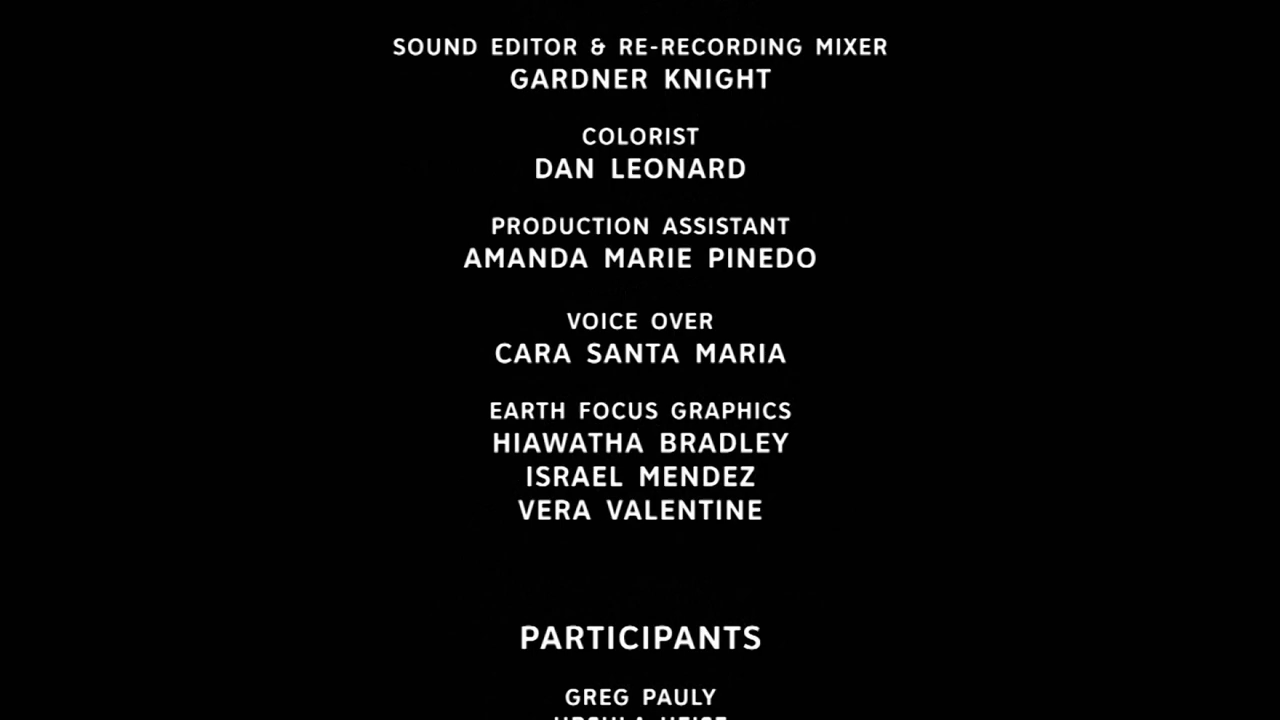 SOUND EDITOR & RE-RECORDING MIXER
GARDNER KNIGHT
COLORIST
DAN LEONARD
PRODUCTION ASSISTANT
AMANDA MARIE PINEDO
VOICE OVER
CARA SANTA MARIA
EARTH FOCUS GRAPHICS
HIAWATHA BRADLEY
ISRAEL MENDEZ
VERA VALENTINE
PARTICIPANTS
GREG PAULY